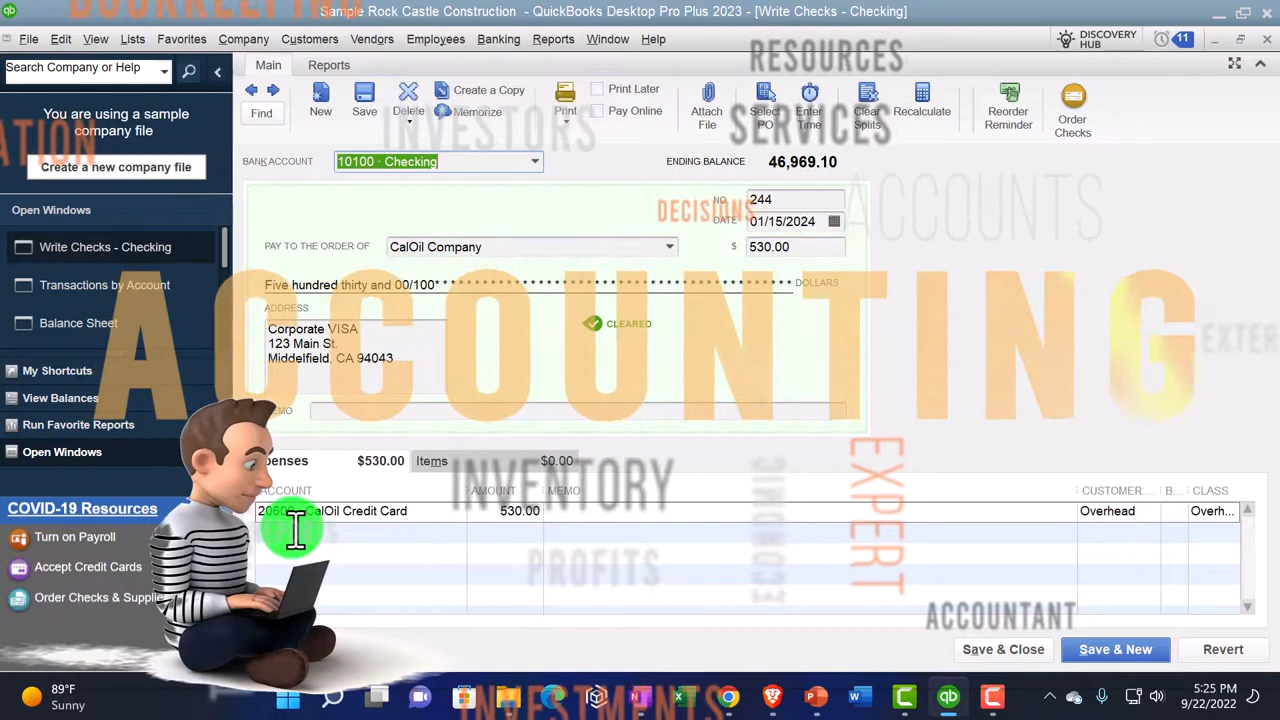 Sample Rock Castle Construction - QuickBooks Desktop Pro Plus 2023 - [Write Checks - Checking]
File Edit View Lists Favorites Company Customers Vendors Employees Banking Reports Window Help
DISCOVERY HUB
11
Search Company or Help
Main Reports
RESOURCES
Find
New
Save
Delete
Create a Copy
Memorize
Print
Print Later
Pay Online
Attach File
Select PO
Enter Time
Clear Splits
Recalculate
Reorder Reminder
Order Checks
INVESTORS
SERVICES
You are using a sample company file
Create a new company file
BANK ACCOUNT 10100 · Checking
ENDING BALANCE 46,969.10
ACCOUNTS
DECISIONS
NO. 244
DATE 01/15/2024
PAY TO THE ORDER OF CalOil Company $ 530.00
Five hundred thirty and 00/100* * * * * * * * * * * * * * * * * * * * * * * * * * * * * * * * * * * * * * * * * * DOLLARS
ADDRESS
Corporate VISA
123 Main St.
Middelfield, CA 94043
CLEARED
ACCOUNTING
Open Windows
Write Checks - Checking
Transactions by Account
Balance Sheet
My Shortcuts
View Balances
Run Favorite Reports
Open Windows
COVID-19 Resources
Turn on Payroll
Accept Credit Cards
Order Checks & Supplie
$530.00 Items $0.00
INVENTORY
EXPERT
PROFITS
ACCOUNTANT
ACCOUNT AMOUNT MEMO CUSTOMER:... B... CLASS
CalOil Credit Card 530.00 Overhead Overh...
Save & Close Save & New Revert
INVESTMENTS
89°F
Sunny
5:25 PM
9/22/2022